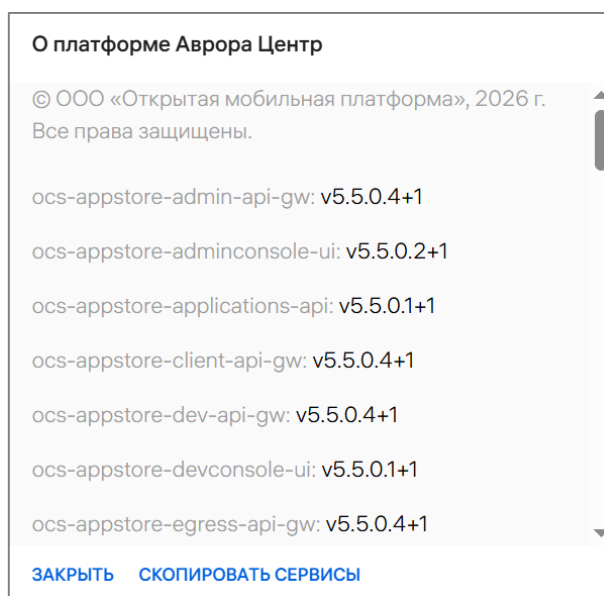 О платформе Аврора Центр
© ООО «Открытая мобильная платформа», 2026 г.
Все права защищены.
ocs-appstore-admin-api-gw: v5.5.0.4+1
ocs-appstore-adminconsole-ui: v5.5.0.2+1
ocs-appstore-applications-api: v5.5.0.1+1
ocs-appstore-client-api-gw: v5.5.0.4+1
ocs-appstore-dev-api-gw: v5.5.0.4+1
ocs-appstore-devconsole-ui: v5.5.0.1+1
ocs-appstore-egress-api-gw: v5.5.0.4+1
ЗАКРЫТЬ СКОПИРОВАТЬ СЕРВИСЫ